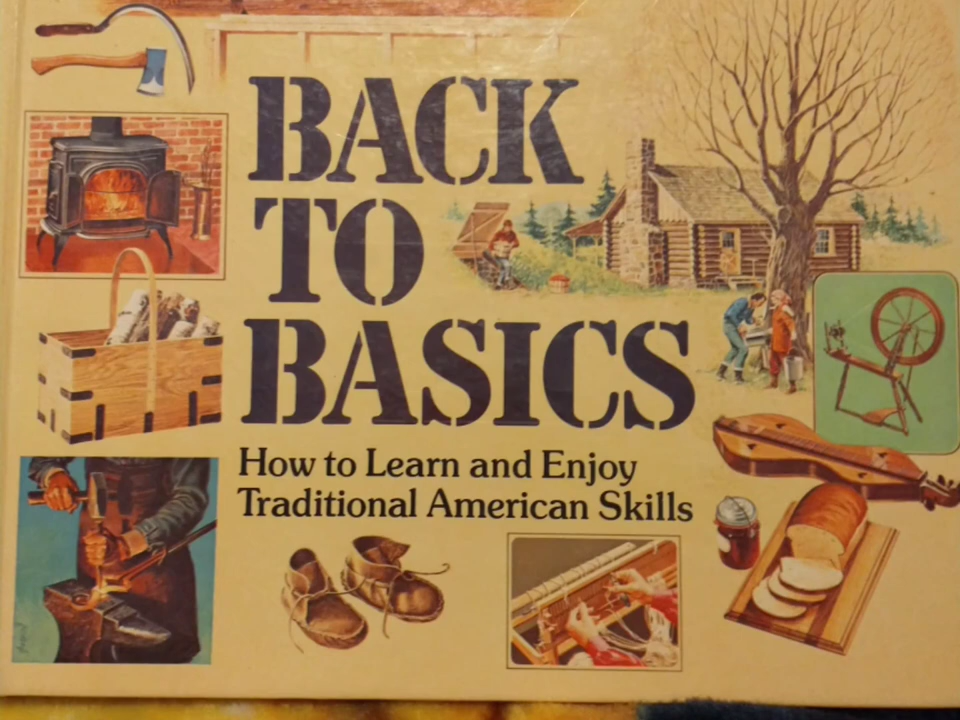 BACK
TO
BASICS
How to Learn and Enjoy
Traditional American Skills